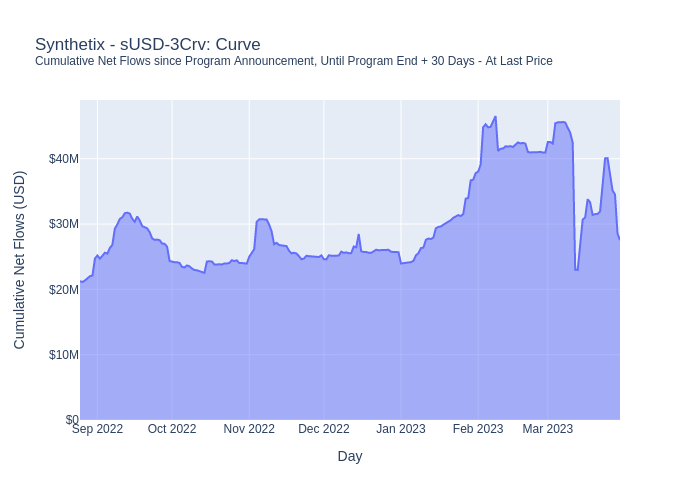 Synthetix - sUSD-3Crv: Curve
Cumulative Net Flows since Program Announcement, Until Program End + 30 Days - At Last Price
Cumulative Net Flows (USD)
$40M
$30M
$20M
$10M
$0
Sep 2022 Oct 2022 Nov 2022 Dec 2022 Jan 2023 Feb 2023 Mar 2023
Day